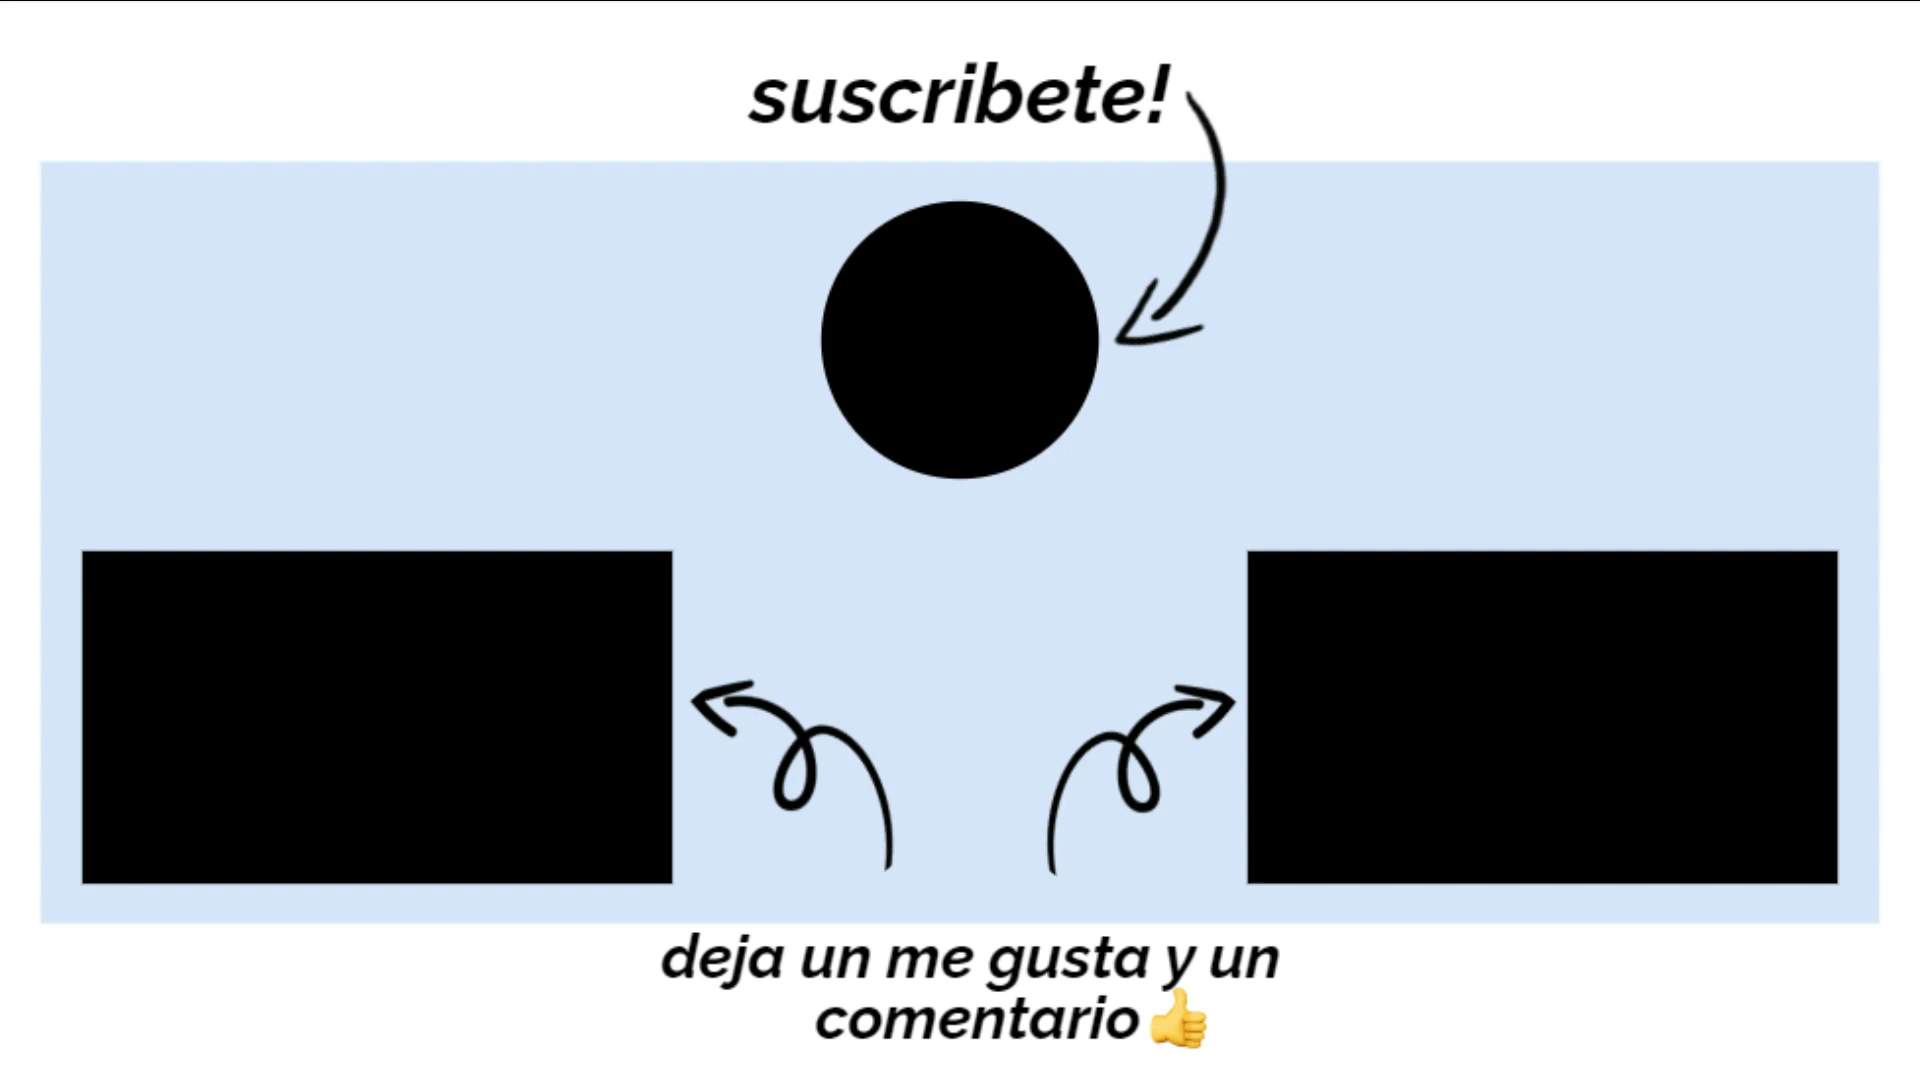 suscribete!
deja un me gusta y un
comentario👍